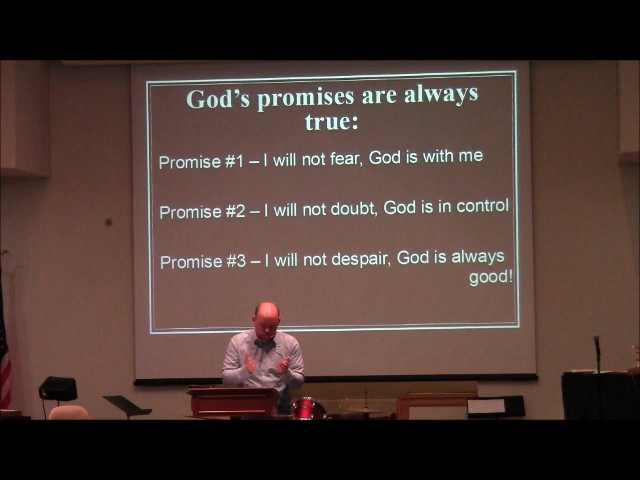 God's promises are always
true:
Promise #1 – I will not fear, God is with me
Promise #2 – I will not doubt, God is in control
Promise #3 – I will not despair, God is always
good!